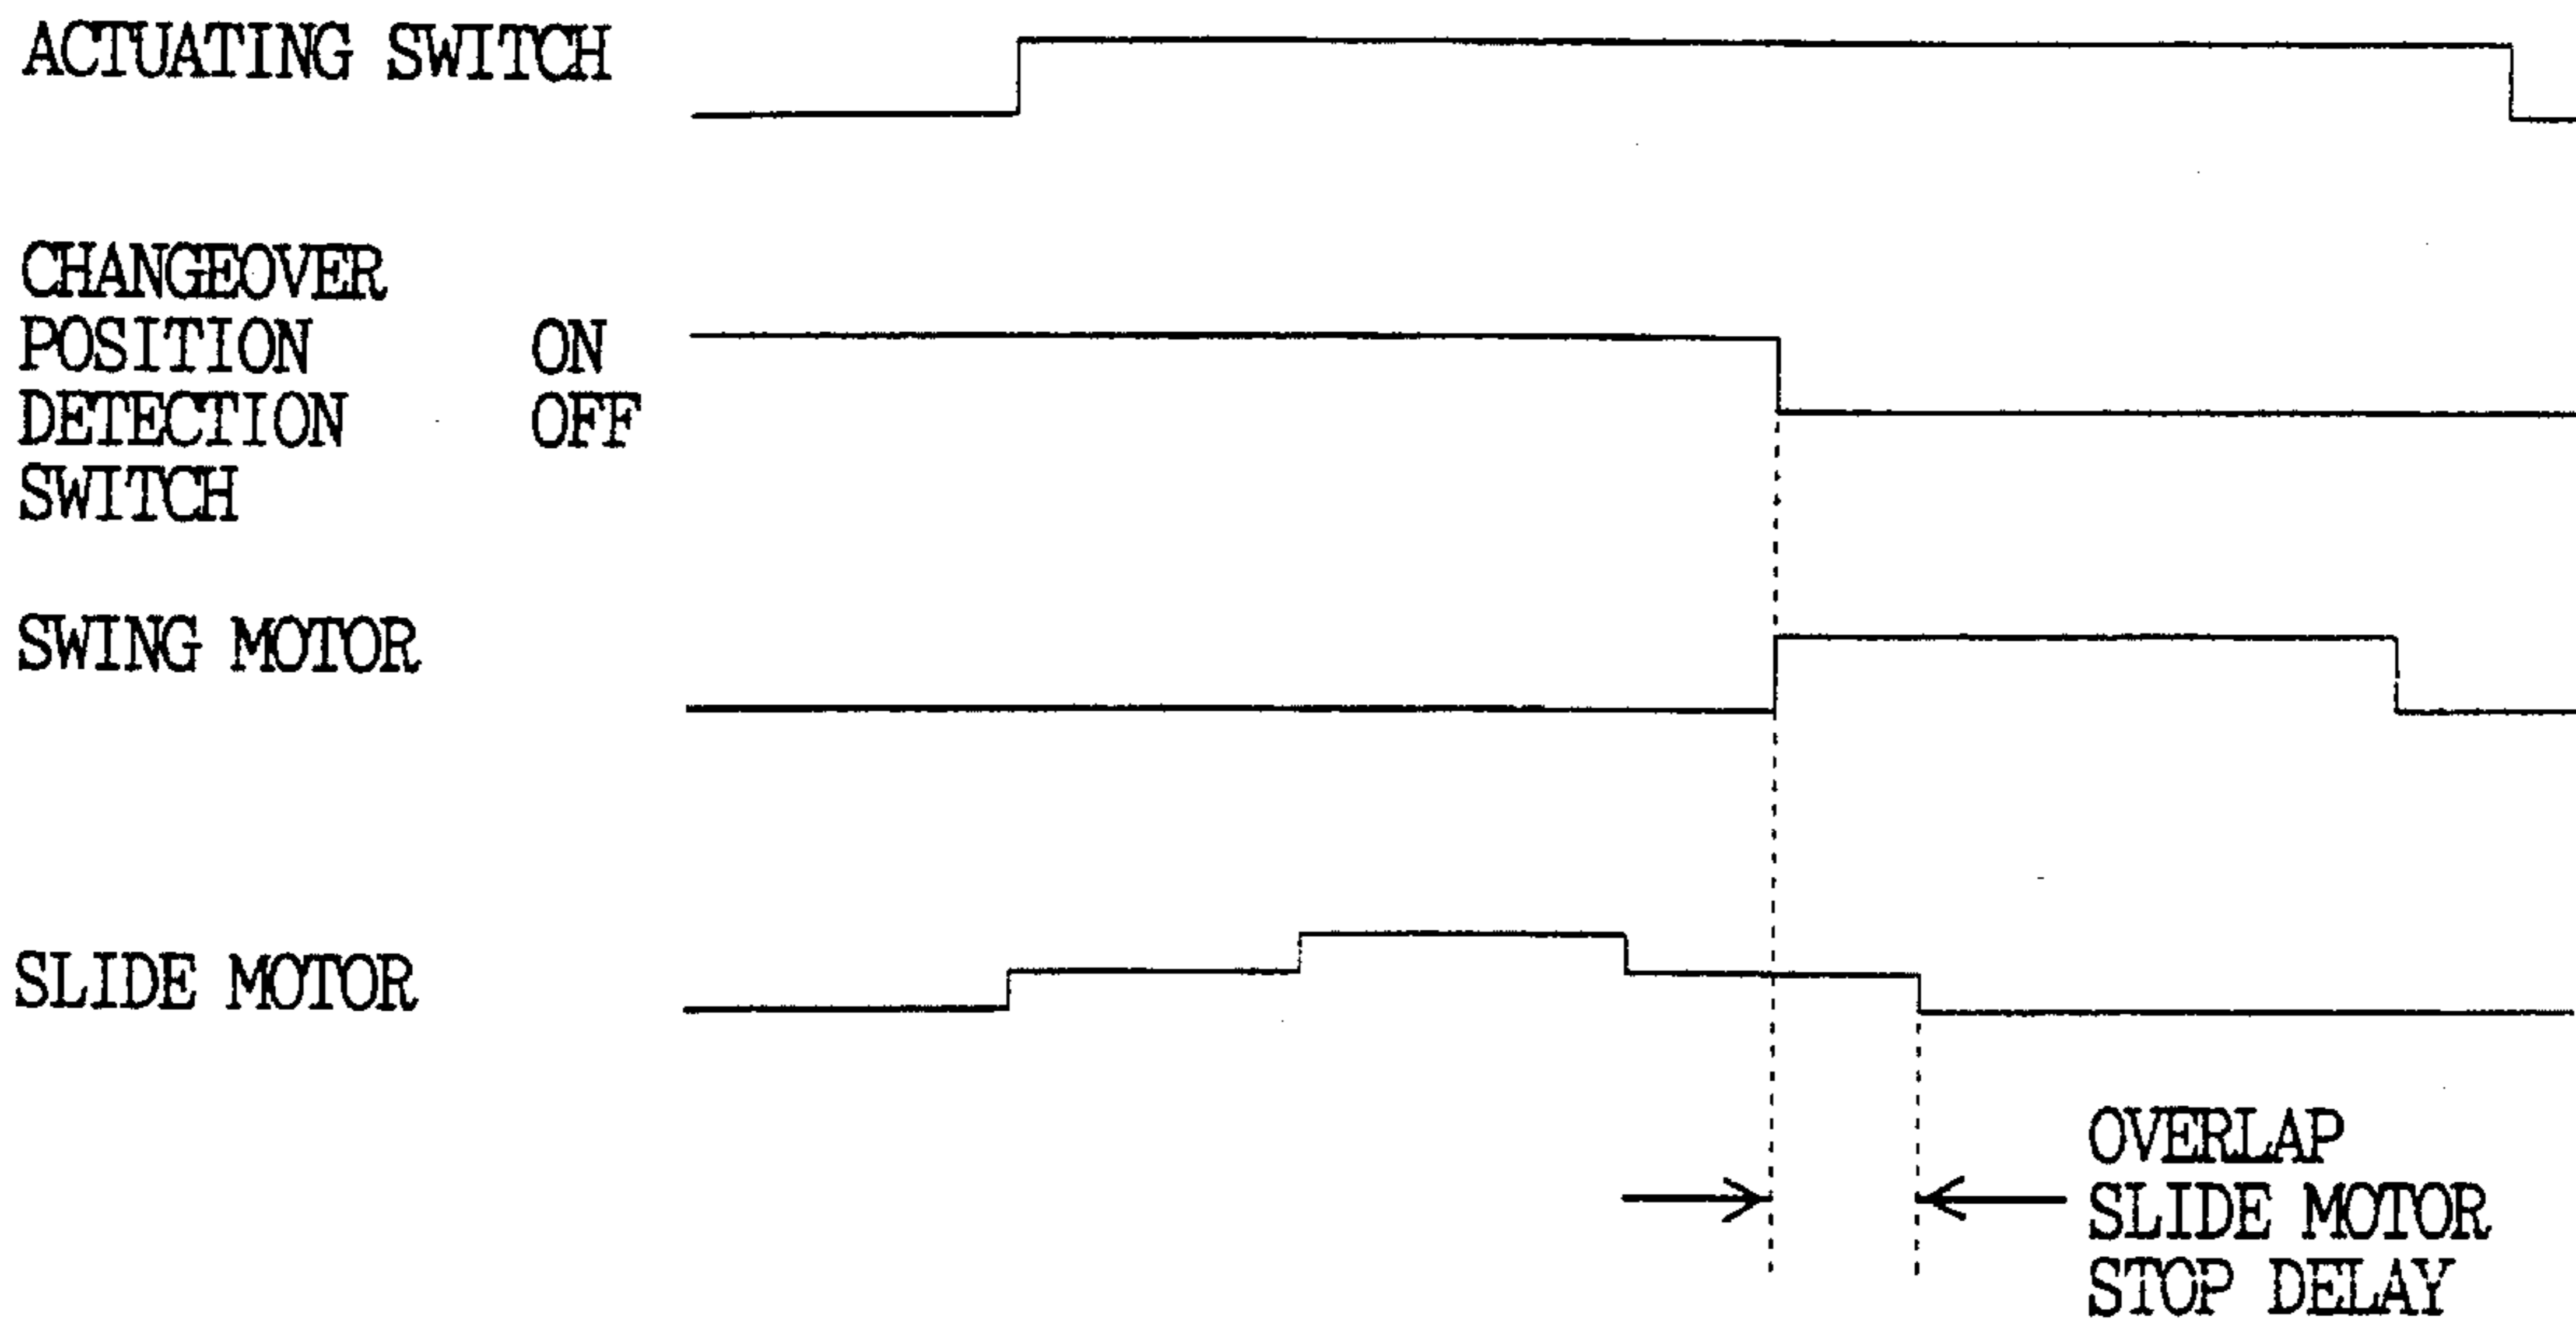 ACTUATING SWITCH
CHANGEOVER
POSITION ON
DETECTION OFF
SWITCH
SWING MOTOR
SLIDE MOTOR
OVERLAP
SLIDE MOTOR
STOP DELAY